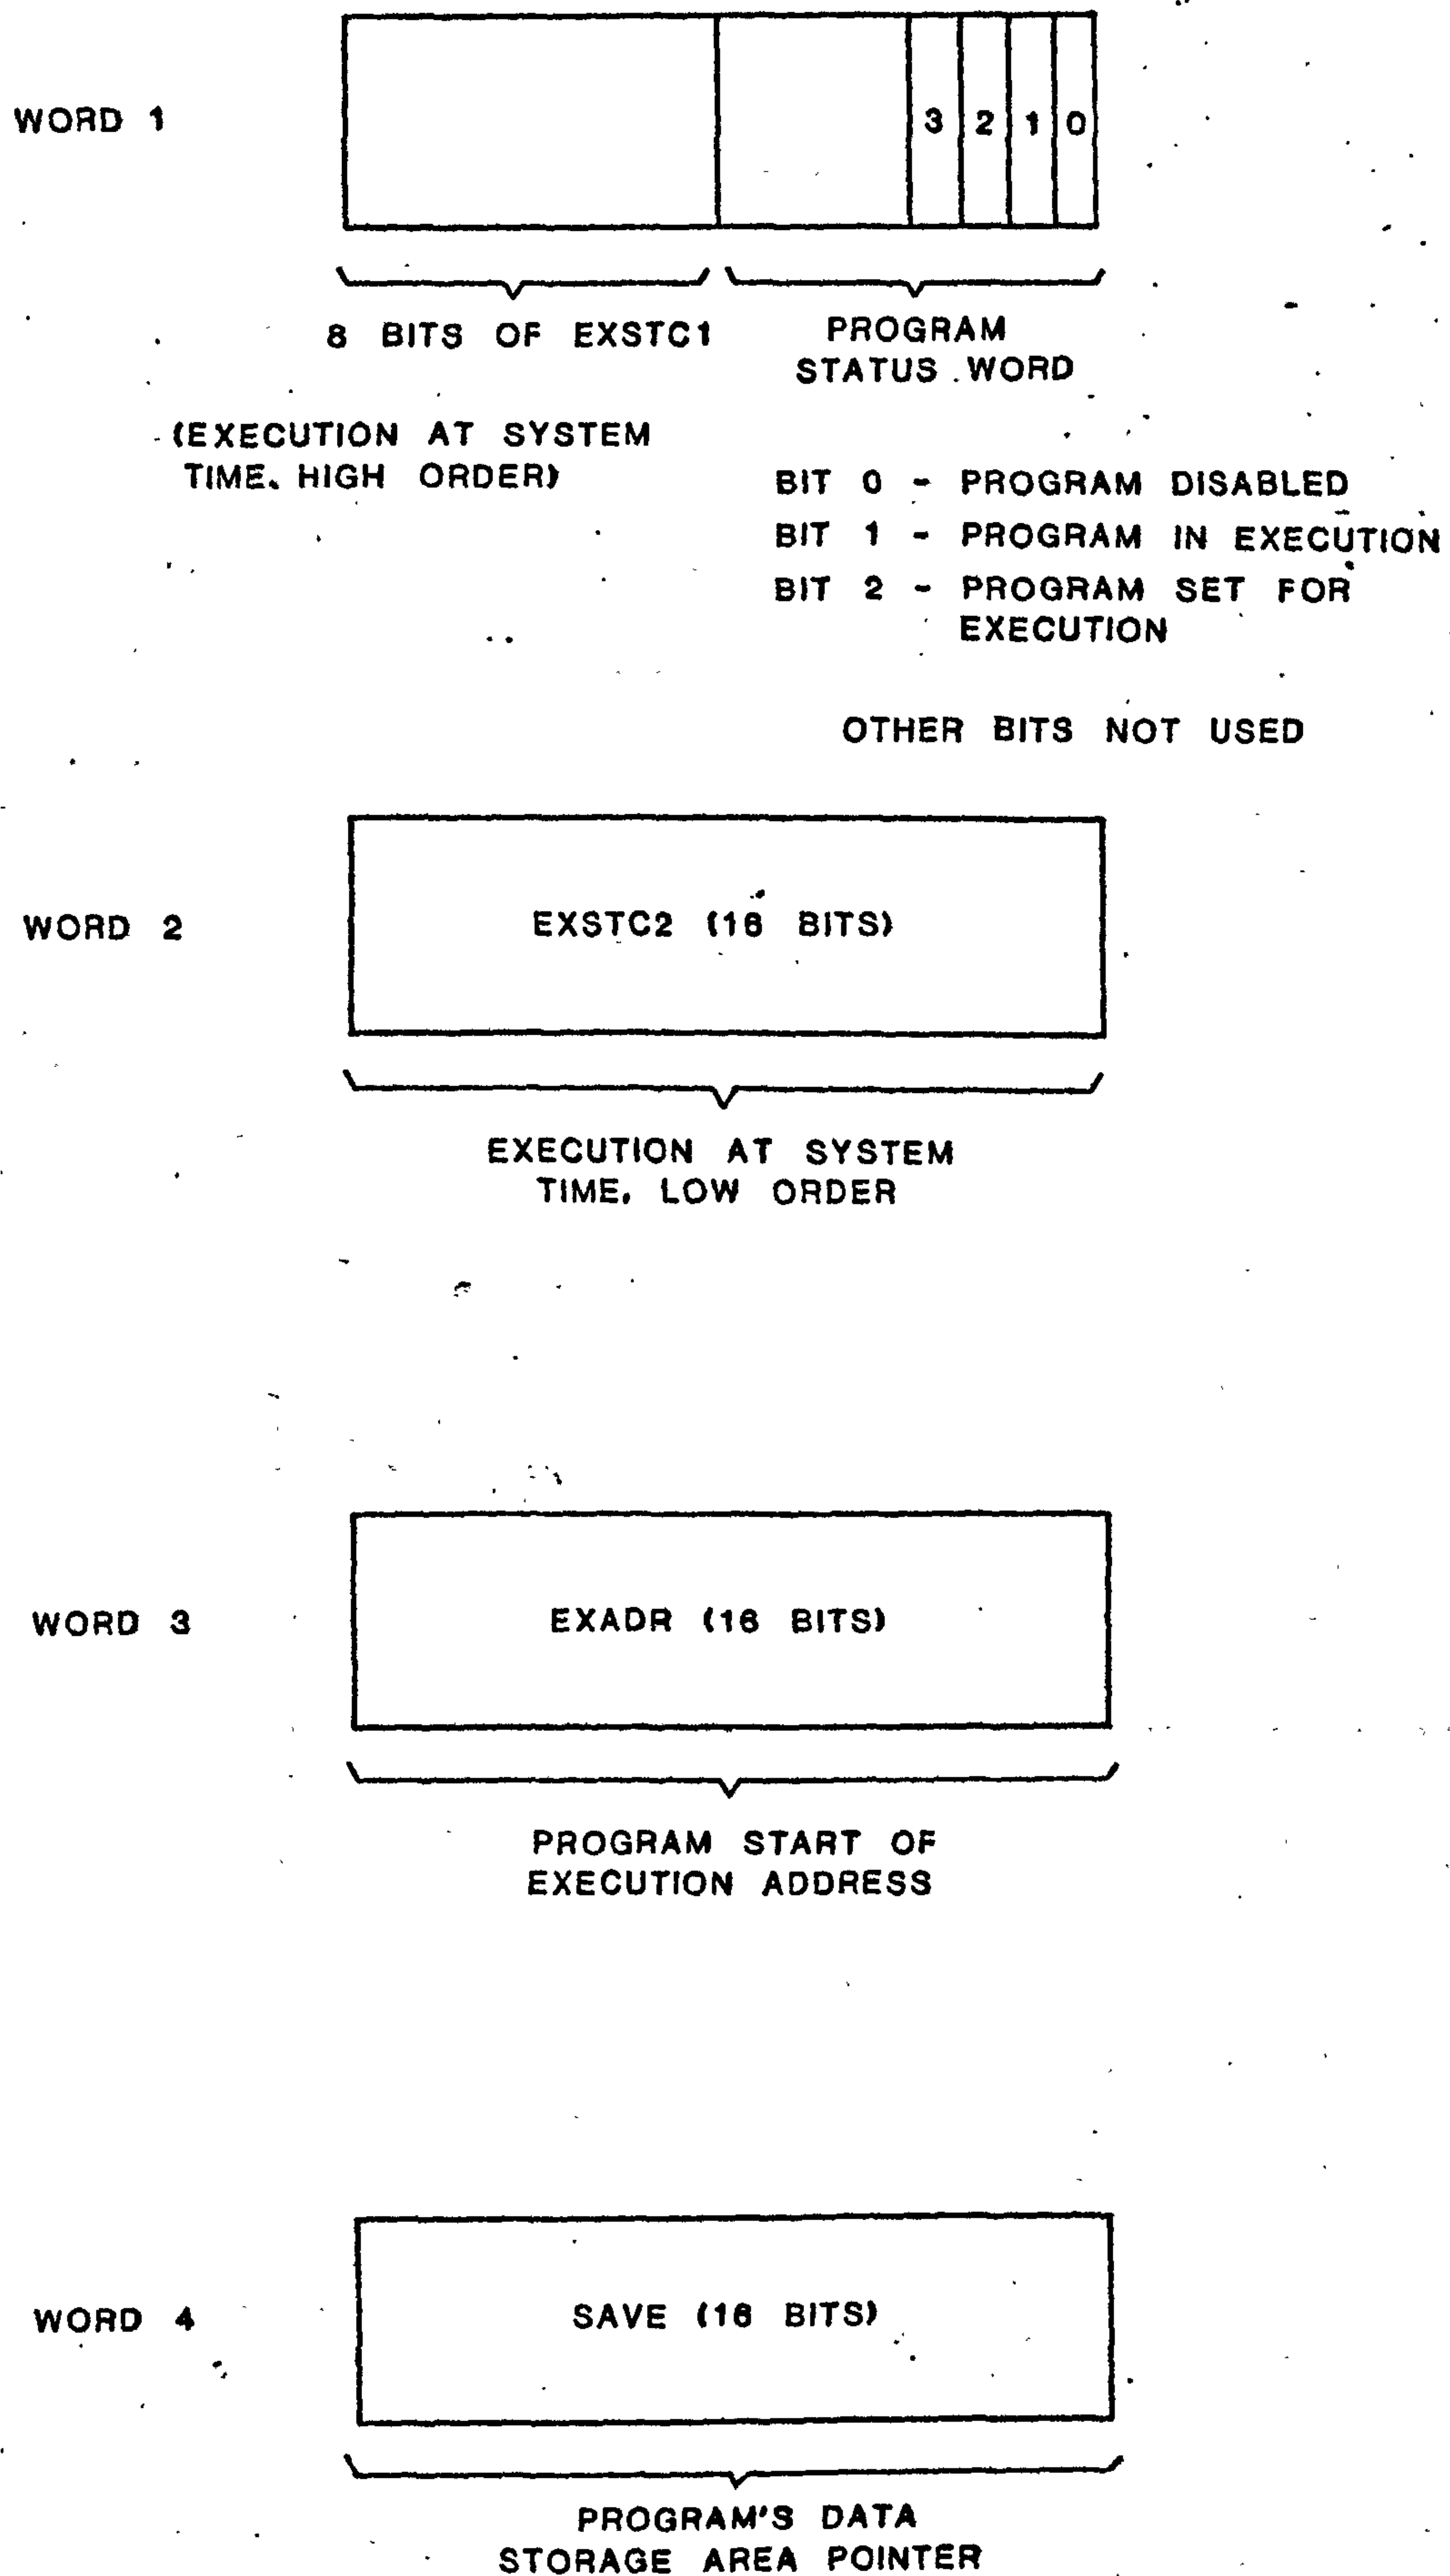 WORD 1
3 2 1 0
8 BITS OF EXSTC1
PROGRAM
STATUS WORD
(EXECUTION AT SYSTEM
TIME, HIGH ORDER)
BIT 0 - PROGRAM DISABLED
BIT 1 - PROGRAM IN EXECUTION
BIT 2 - PROGRAM SET FOR
EXECUTION
OTHER BITS NOT USED
WORD 2
EXSTC2 (16 BITS)
EXECUTION AT SYSTEM
TIME, LOW ORDER
WORD 3
EXADR (16 BITS)
PROGRAM START OF
EXECUTION ADDRESS
WORD 4
SAVE (16 BITS)
PROGRAM'S DATA
STORAGE AREA POINTER